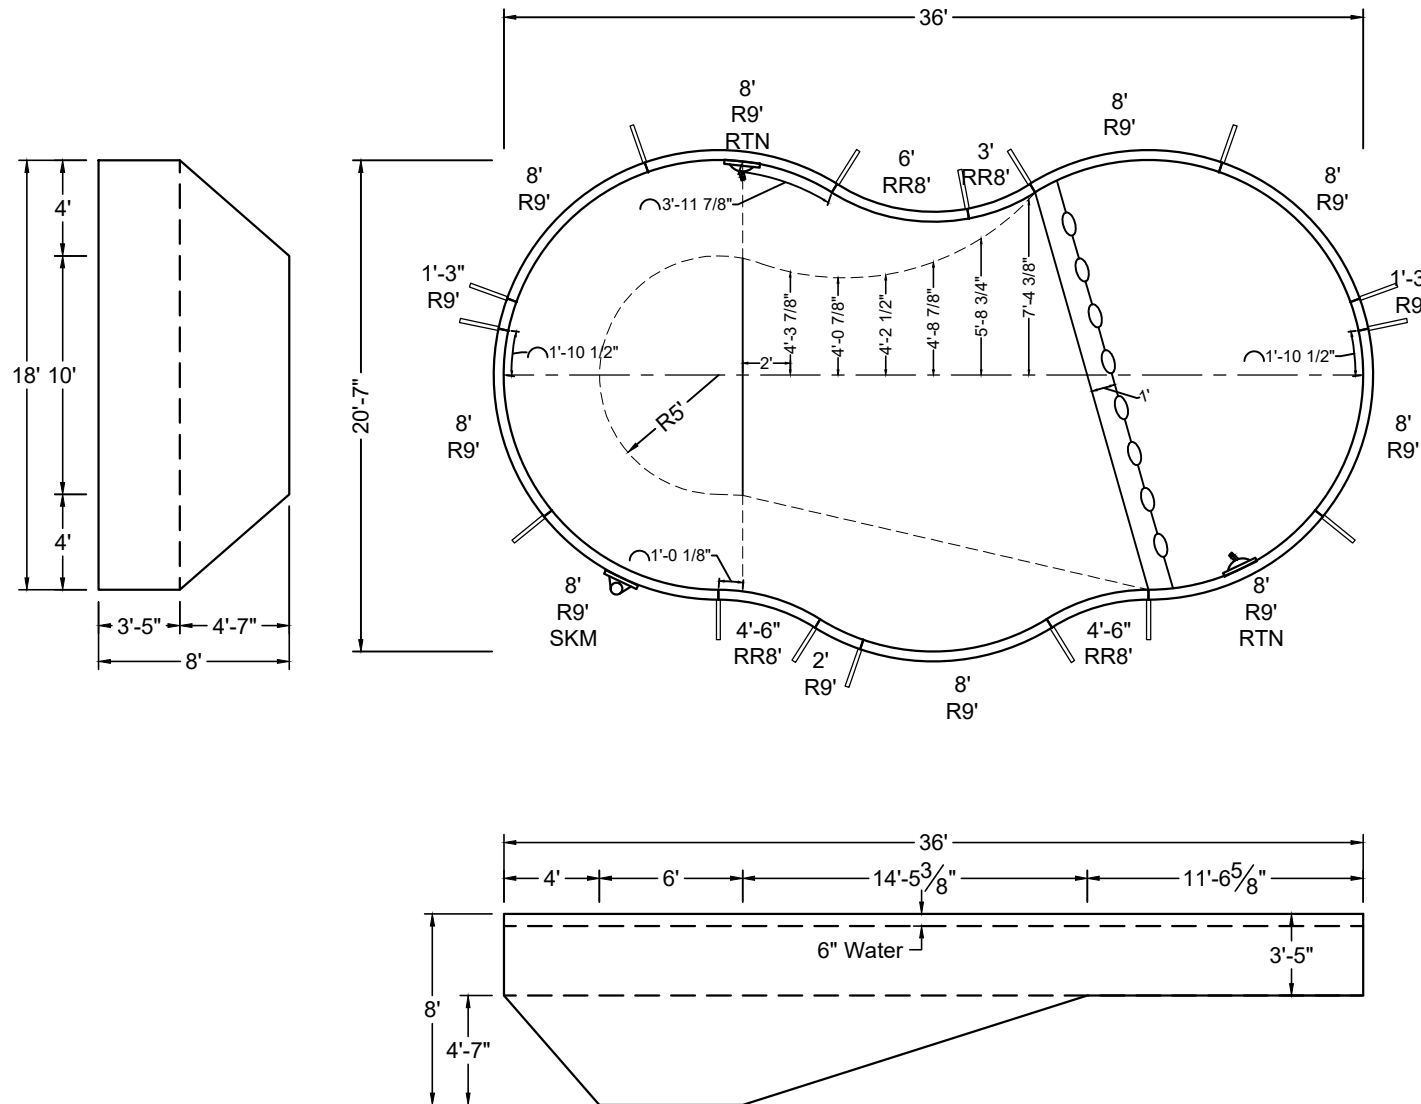 36'
8'
R9'
RTN
6'
RR8'
3'
RR8'
8'
R9'
8'
R9'
8'
R9'
3'-11 7/8"
1'-3"
R9'
1'-3
R9
1'-10 1/2"
1'-10 1/2"
4'
18'
10'
4'
20'-7"
2'
4'-3 7/8"
4'-0 7/8"
4'-2 1/2"
4'-8 7/8"
5'-8 3/4"
7'-4 3/8"
1'
R5'
8'
R9'
8'
R9'
1'-0 1/8"
8'
R9'
SKM
4'-6"
RR8'
2'
R9'
8'
R9'
4'-6"
RR8'
8'
R9'
RTN
3'-5"
4'-7"
8'
36'
4'
6'
14'-5 3/8"
11'-6 5/8"
6" Water
3'-5"
8'
4'-7"